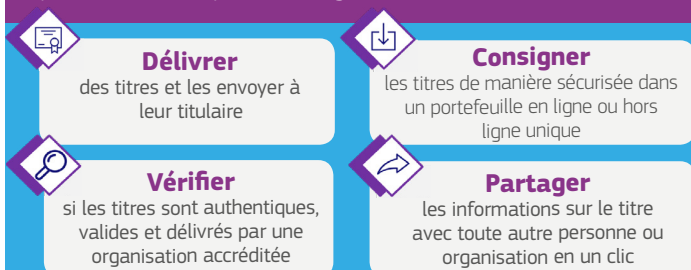 Délivrer
des titres et les envoyer à
leur titulaire
Consigner
les titres de manière sécurisée dans
un portefeuille en ligne ou hors
ligne unique
Vérifier
si les titres sont authentiques,
valides et délivrés par une
organisation accréditée
Partager
les informations sur le titre
avec toute autre personne ou
organisation en un clic